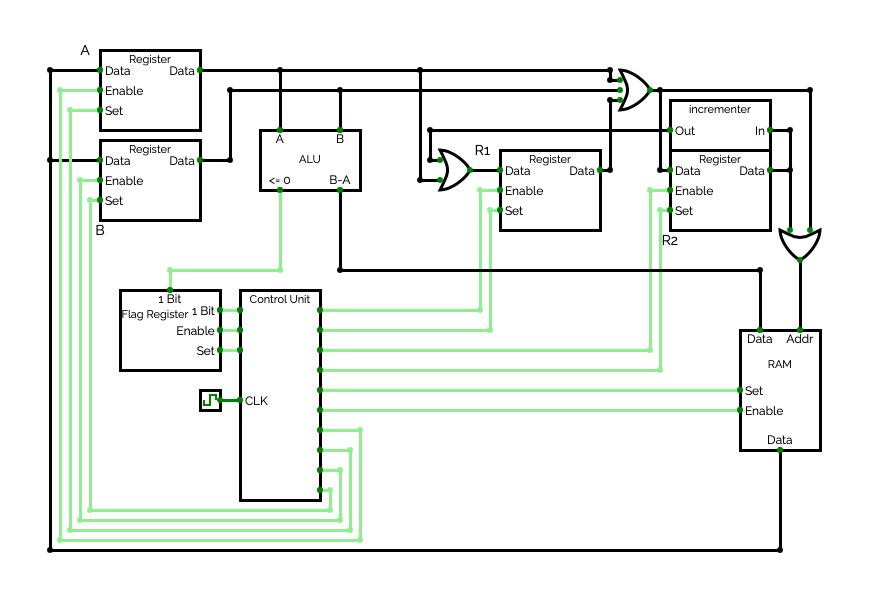 A
Register
Data Data
Enable
Set
Register
Data Data
Enable
Set
B
A B
ALU
<= 0 B-A
R1
Register
Data Data
Enable
Set
incrementer
Out In
Register
Data Data
Enable
Set
R2
1 Bit
Flag Register 1 Bit
Enable
Set
Control Unit
CLK
Data Addr
RAM
Set
Enable
Data